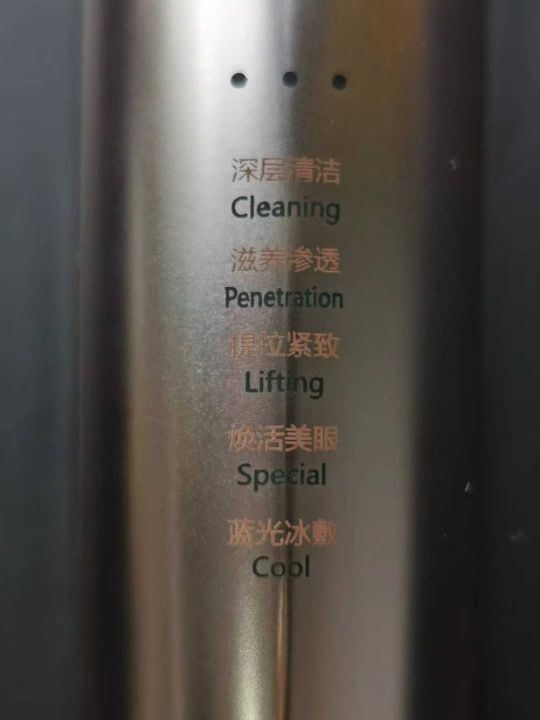 深层清洁
Cleaning
滋养渗透
Penetration
提拉紧致
Lifting
焕活美眼
Special
蓝光冰敷
Cool